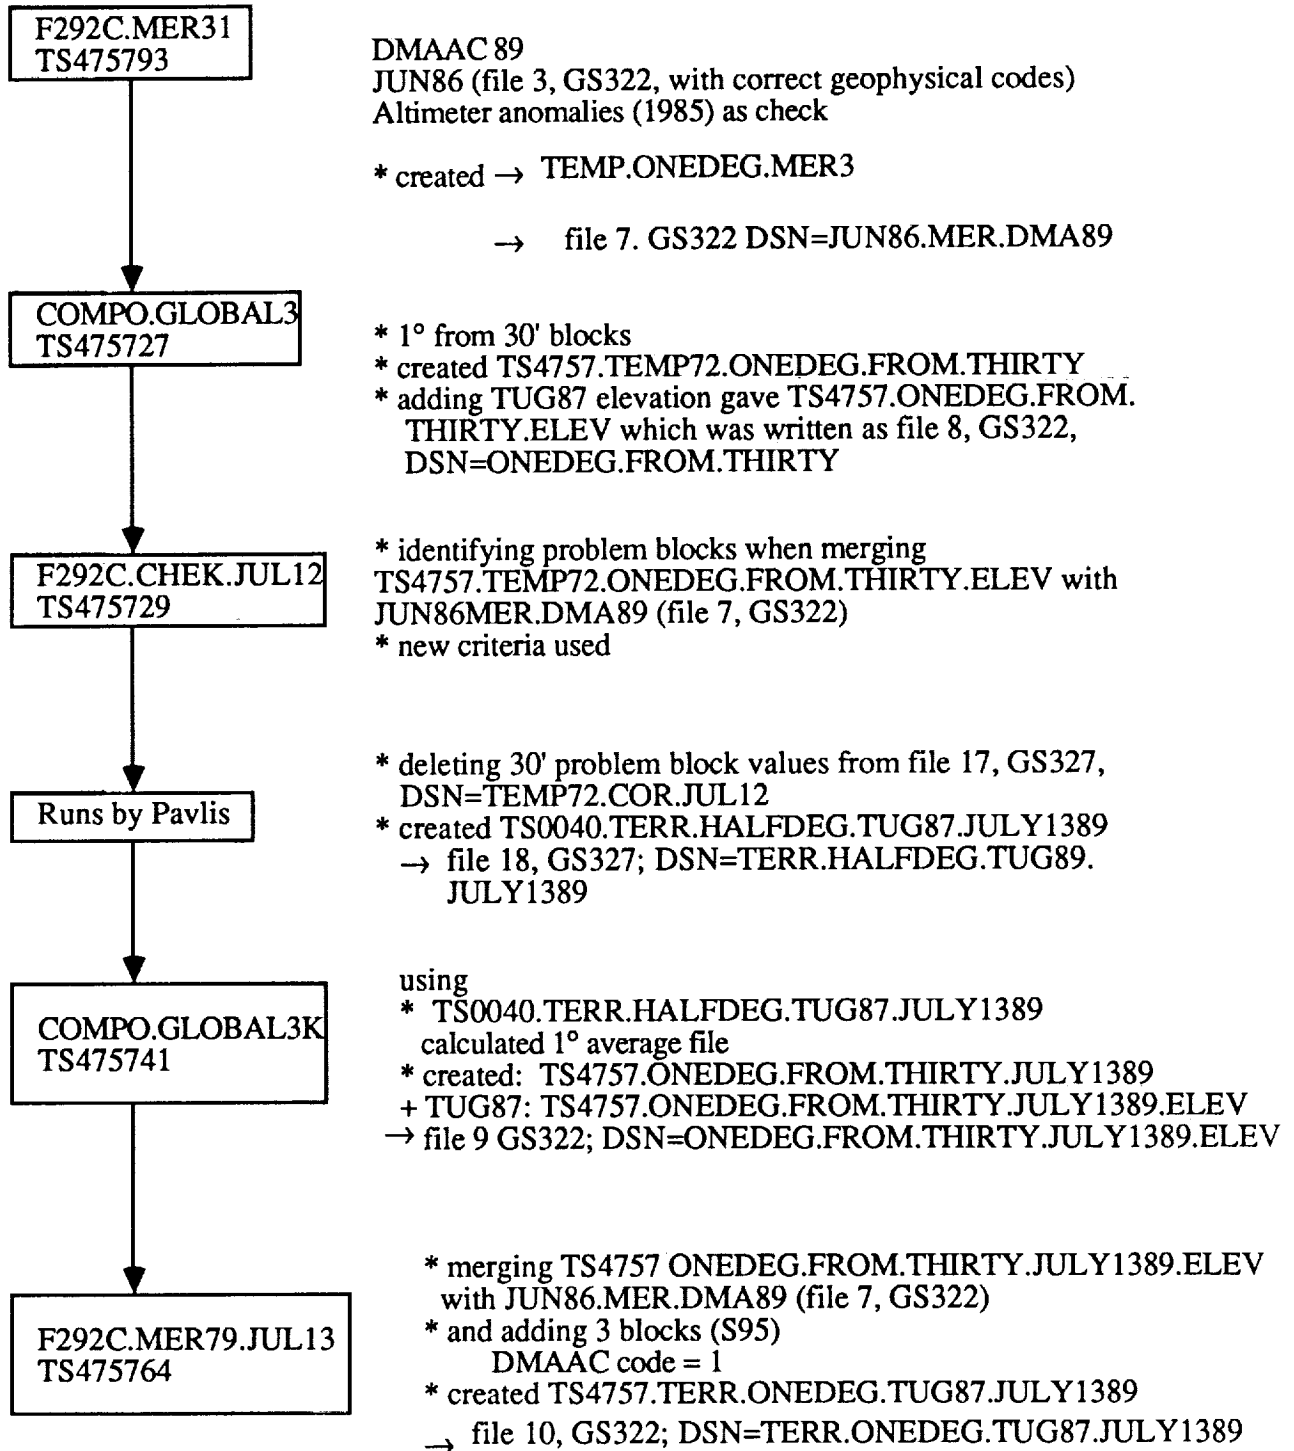 F292C.MER31
TS475793
DMAAC 89
JUN86 (file 3, GS322, with correct geophysical codes)
Altimeter anomalies (1985) as check
* created → TEMP.ONEDEG.MER3
→ file 7. GS322 DSN=JUN86.MER.DMA89
COMPO.GLOBAL3
TS475727
* 1° from 30' blocks
* created TS4757.TEMP72.ONEDEG.FROM.THIRTY
* adding TUG87 elevation gave TS4757.ONEDEG.FROM.
THIRTY.ELEV which was written as file 8, GS322,
DSN=ONEDEG.FROM.THIRTY
F292C.CHEK.JUL12
TS475729
* identifying problem blocks when merging
TS4757.TEMP72.ONEDEG.FROM.THIRTY.ELEV with
JUN86MER.DMA89 (file 7, GS322)
* new criteria used
Runs by Pavlis
* deleting 30' problem block values from file 17, GS327,
DSN=TEMP72.COR.JUL12
* created TS0040.TERR.HALFDEG.TUG87.JULY1389
→ file 18, GS327; DSN=TERR.HALFDEG.TUG89.
JULY1389
COMPO.GLOBAL3K
TS475741
using
* TS0040.TERR.HALFDEG.TUG87.JULY1389
calculated 1° average file
* created: TS4757.ONEDEG.FROM.THIRTY.JULY1389
+ TUG87: TS4757.ONEDEG.FROM.THIRTY.JULY1389.ELEV
→ file 9 GS322; DSN=ONEDEG.FROM.THIRTY.JULY1389.ELEV
F292C.MER79.JUL13
TS475764
* merging TS4757 ONEDEG.FROM.THIRTY.JULY1389.ELEV
with JUN86.MER.DMA89 (file 7, GS322)
* and adding 3 blocks (S95)
DMAAC code = 1
* created TS4757.TERR.ONEDEG.TUG87.JULY1389
→ file 10, GS322; DSN=TERR.ONEDEG.TUG87.JULY1389